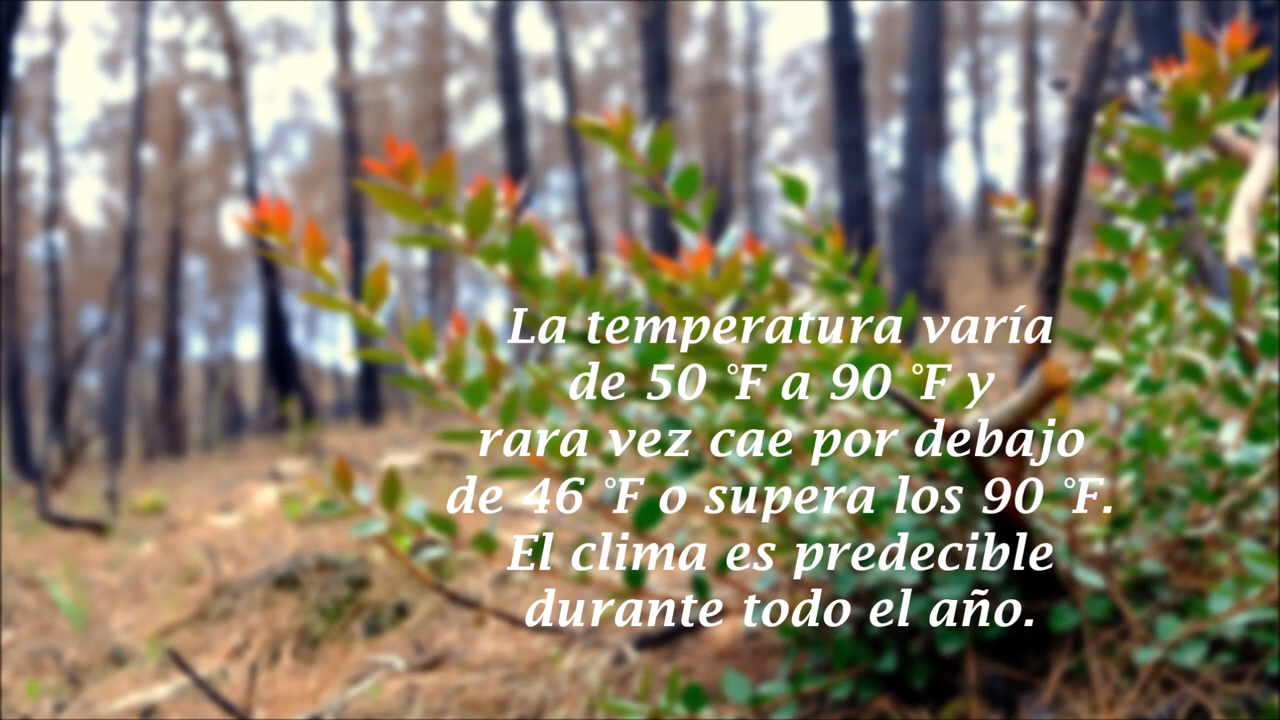 La temperatura varía
de 50 °F a 90 °F y
rara vez cae por debajo
de 46 °F o supera los 90 °F.
El clima es predecible
durante todo el año.